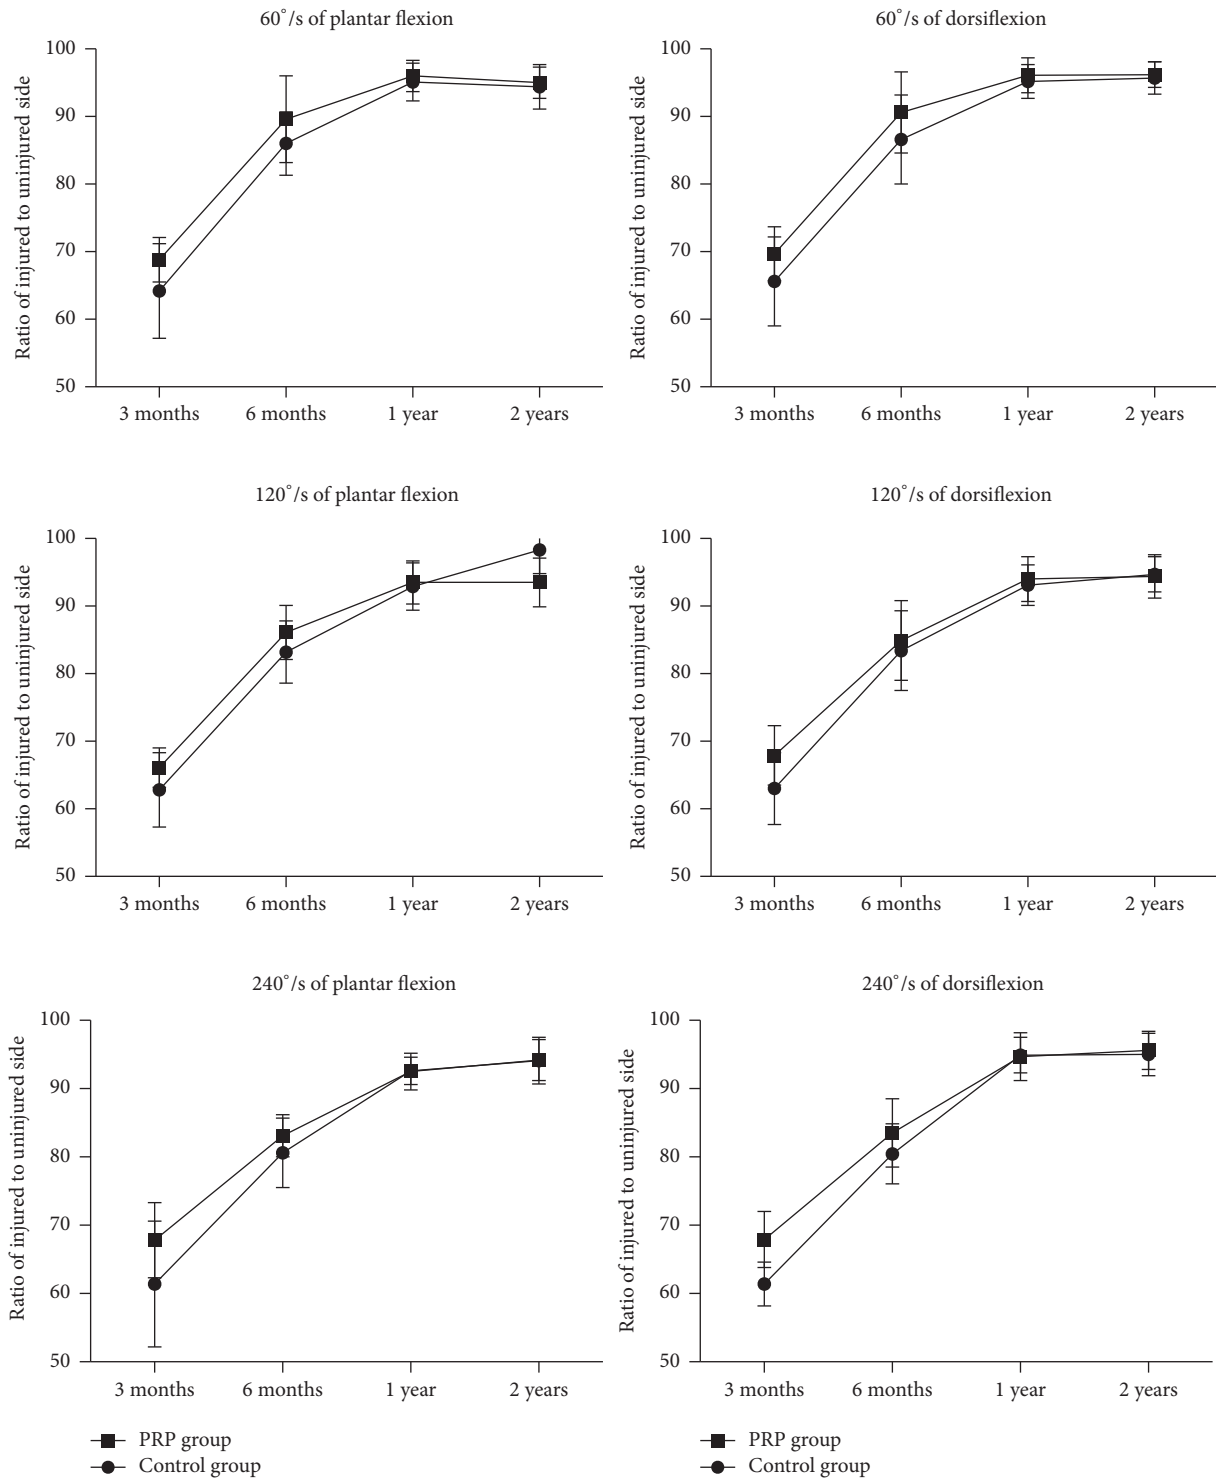 60°/s of plantar flexion
Ratio of injured to uninjured side
100
90
80
70
60
50
3 months 6 months 1 year 2 years
60°/s of dorsiflexion
Ratio of injured to uninjured side
100
90
80
70
60
50
3 months 6 months 1 year 2 years
120°/s of plantar flexion
Ratio of injured to uninjured side
100
90
80
70
60
50
3 months 6 months 1 year 2 years
120°/s of dorsiflexion
Ratio of injured to uninjured side
100
90
80
70
60
50
3 months 6 months 1 year 2 years
240°/s of plantar flexion
Ratio of injured to uninjured side
100
90
80
70
60
50
3 months 6 months 1 year 2 years
PRP group
Control group
240°/s of dorsiflexion
Ratio of injured to uninjured side
100
90
80
70
60
50
3 months 6 months 1 year 2 years
PRP group
Control group